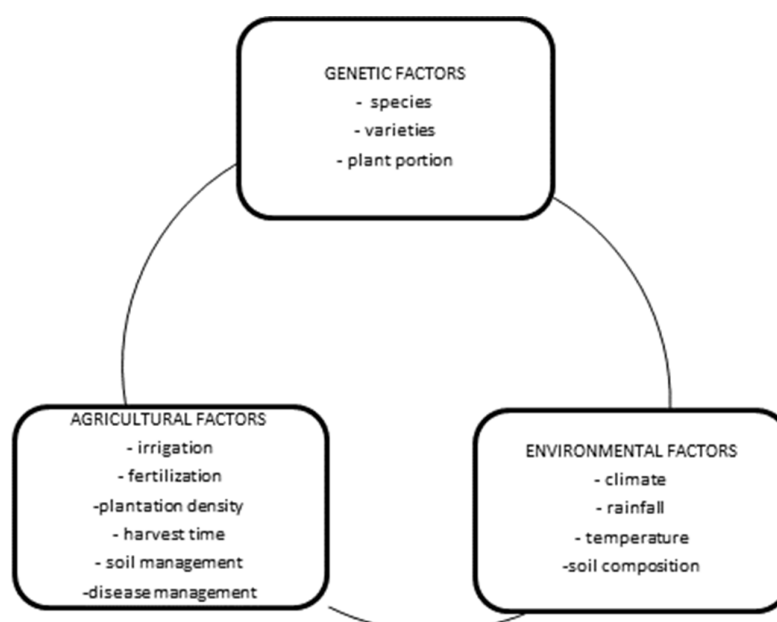 GENETIC FACTORS
- species
- varieties
- plant portion
AGRICULTURAL FACTORS
- irrigation
- fertilization
-plantation density
- harvest time
- soil management
-disease management
ENVIRONMENTAL FACTORS
- climate
- rainfall
- temperature
-soil composition